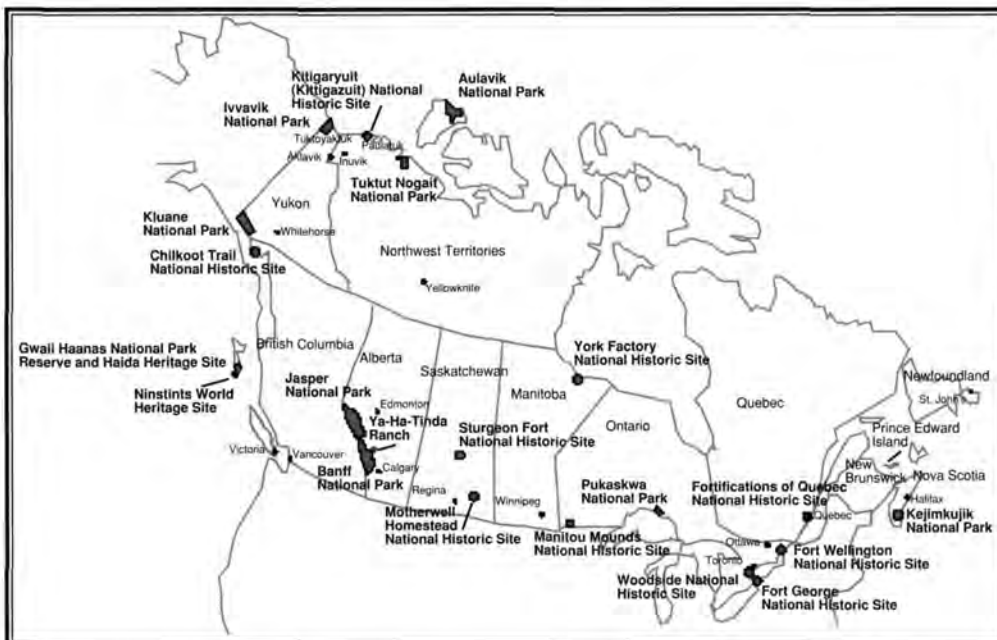 Kitigaryuit
(Kittigazuit) National
Historic Site
Aulavik
National Park
Ivvavik
National Park
Tuktoyaktuk
Paulatuk
Aklavik
Inuvik
Tuktut Nogait
National Park
Yukon
Kluane
National Park
Whitehorse
Chilkoot Trail
National Historic Site
Northwest Territories
Yellowknife
Gwaii Haanas National Park
Reserve and Haida Heritage Site
Ninstints World
Heritage Site
British Columbia
Alberta
Saskatchewan
Manitoba
York Factory
National Historic Site
Ontario
Quebec
Newfoundland
St. John's
Prince Edward
Island
New
Brunswick
Nova Scotia
Halifax
Kejimkujik
National Park
Jasper
National Park
Edmonton
Ya-Ha-Tinda
Ranch
Sturgeon Fort
National Historic Site
Victoria
Vancouver
Banff
National Park
Calgary
Regina
Winnipeg
Motherwell
Homestead
National Historic Site
Pukaskwa
National Park
Manitou Mounds
National Historic Site
Fortifications of Quebec
National Historic Site
Quebec
Ottawa
Toronto
Fort Wellington
National Historic Site
Woodside National
Historic Site
Fort George
National Historic Site